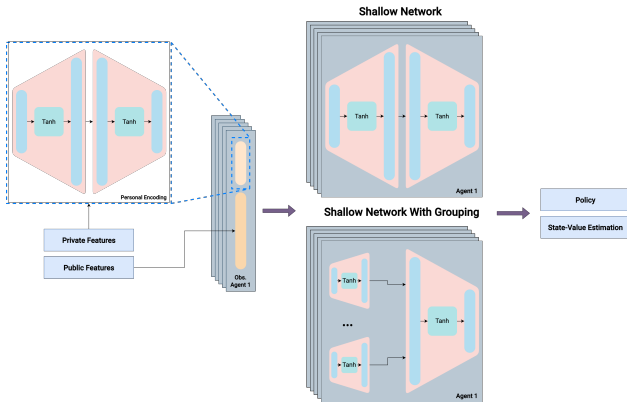 Shallow Network
Tanh
Tanh
Personal Encoding
Tanh
Tanh
Agent 1
Private Features
Public Features
Obs.
Agent 1
Shallow Network With Grouping
Tanh
...
Tanh
Tanh
Agent 1
Policy
State-Value Estimation